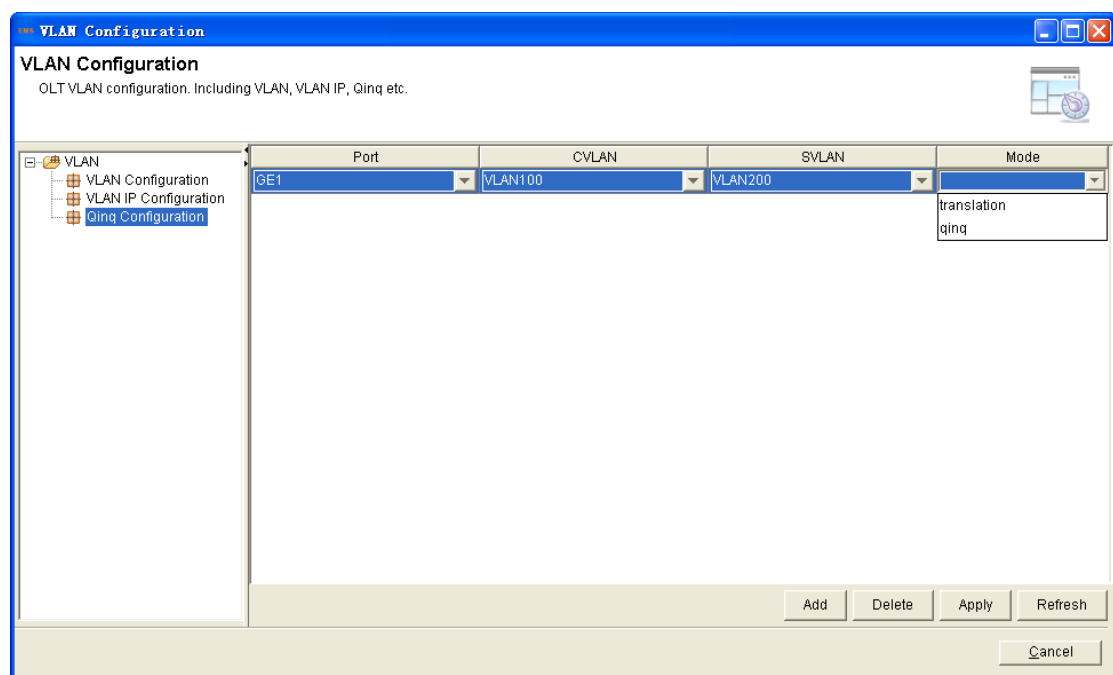 EMS VLAN Configuration
VLAN Configuration
OLT VLAN configuration. Including VLAN, VLAN IP, Qinq etc.
VLAN
VLAN Configuration
VLAN IP Configuration
Qinq Configuration
Port CVLAN SVLAN Mode
GE1 VLAN100 VLAN200
translation
qinq
Add Delete Apply Refresh
Cancel